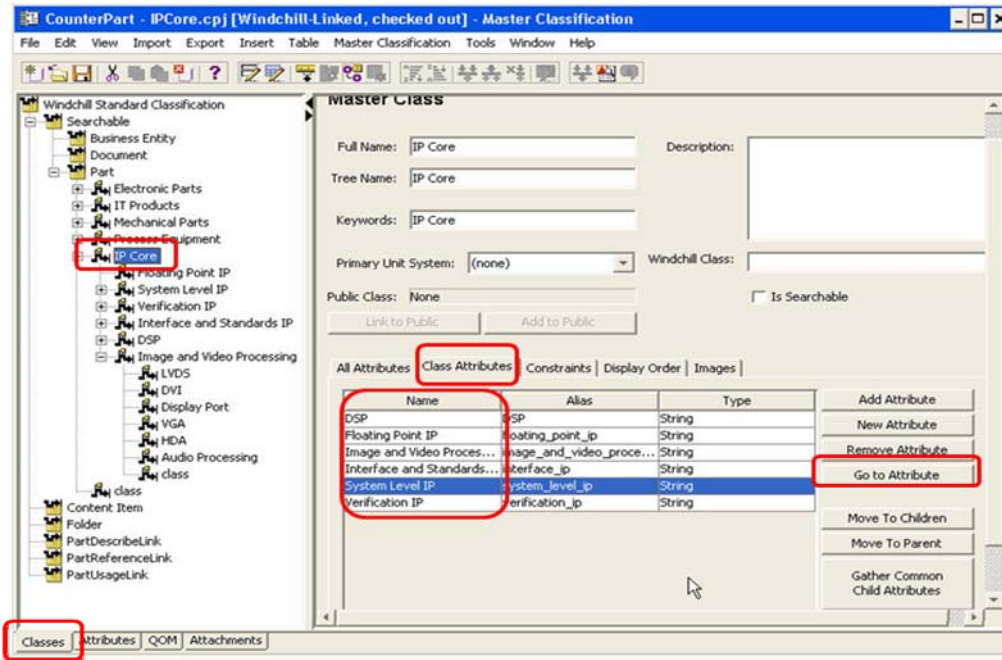 CounterPart - IPCore.cpj [Windchill-Linked, checked out] - Master Classification
File Edit View Import Export Insert Table Master Classification Tools Window Help
Windchill Standard Classification
Searchable
Business Entity
Document
Part
Electronic Parts
IT Products
Mechanical Parts
Process Equipment
IP Core
Floating Point IP
System Level IP
Verification IP
Interface and Standards IP
DSP
Image and Video Processing
LVDS
DVI
Display Port
VGA
HDA
Audio Processing
class
class
Content Item
Folder
PartDescribeLink
PartReferenceLink
PartUsageLink
Master Class
Full Name: IP Core Description:
Tree Name: IP Core
Keywords: IP Core
Primary Unit System: (none) Windchill Class:
Public Class: None Is Searchable
Link to Public Add to Public
All Attributes Class Attributes Constraints Display Order Images
Name Alias Type
DSP DSP String
Floating Point IP floating_point_ip String
Image and Video Proces... image_and_video_proce... String
Interface and Standards... interface_ip String
System Level IP system_level_ip String
Verification IP verification_ip String
Add Attribute
New Attribute
Remove Attribute
Go to Attribute
Move To Children
Move To Parent
Gather Common
Child Attributes
Classes Attributes QOM Attachments